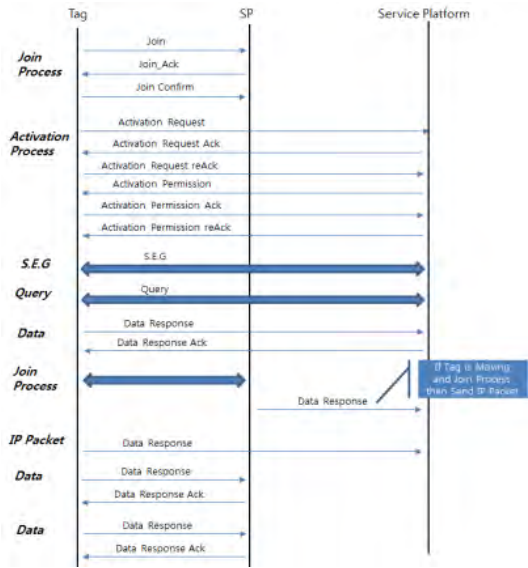 Tag SP Service Platform
Join
Process
Join
Join_Ack
Join Confirm
Activation
Process
Activation Request
Activation Request Ack
Activation Request reAck
Activation Permission
Activation Permission Ack
Activation Permission reAck
S.E.G
S.E.G
Query
Query
Data
Data Response
Data Response Ack
Join
Process
If Tag is Moving
and Join Process
then Send IP Packet
Data Response
IP Packet
Data Response
Data
Data Response
Data Response Ack
Data
Data Response
Data Response Ack